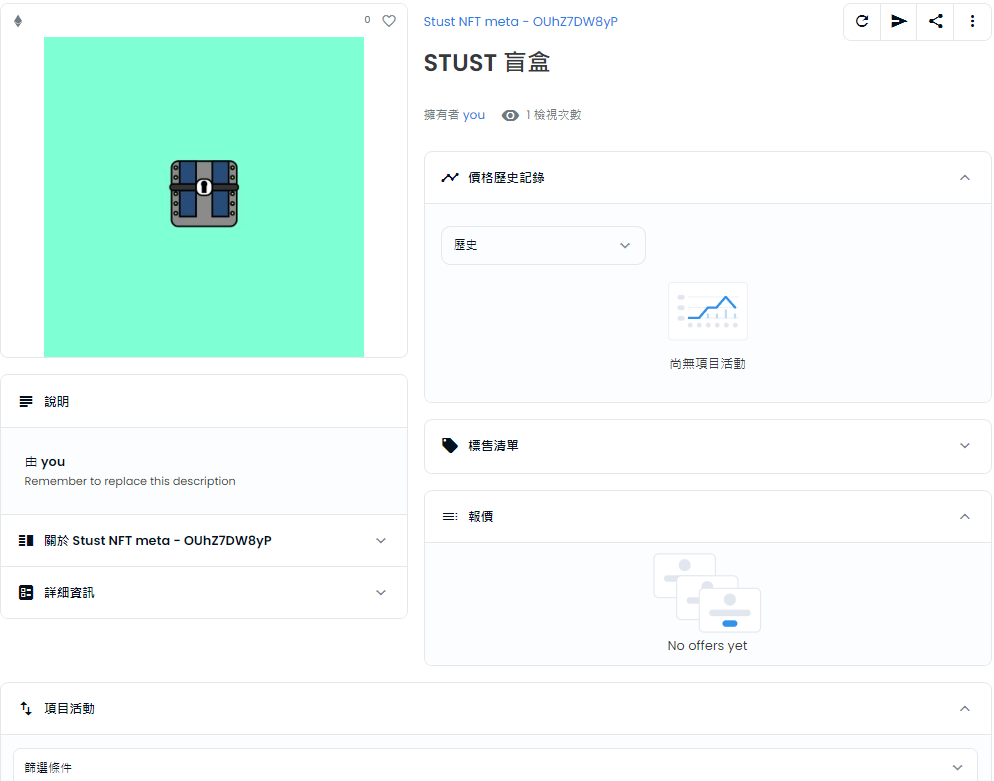 0
Stust NFT meta - OUhZ7DW8yP
STUST 盲盒
擁有者 you 1 檢視次數
價格歷史記錄
歷史
尚無項目活動
說明
由 you
Remember to replace this description
關於 Stust NFT meta - OUhZ7DW8yP
詳細資訊
標售清單
報價
No offers yet
項目活動
篩選條件